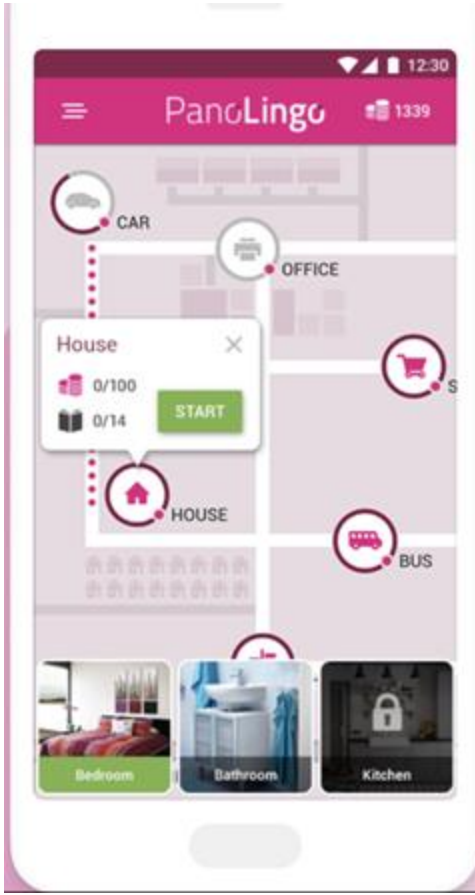 12:30
PanoLingo
1339
CAR
OFFICE
House
0/100
0/14
START
S
HOUSE
BUS
Bedroom
Bathroom
Kitchen